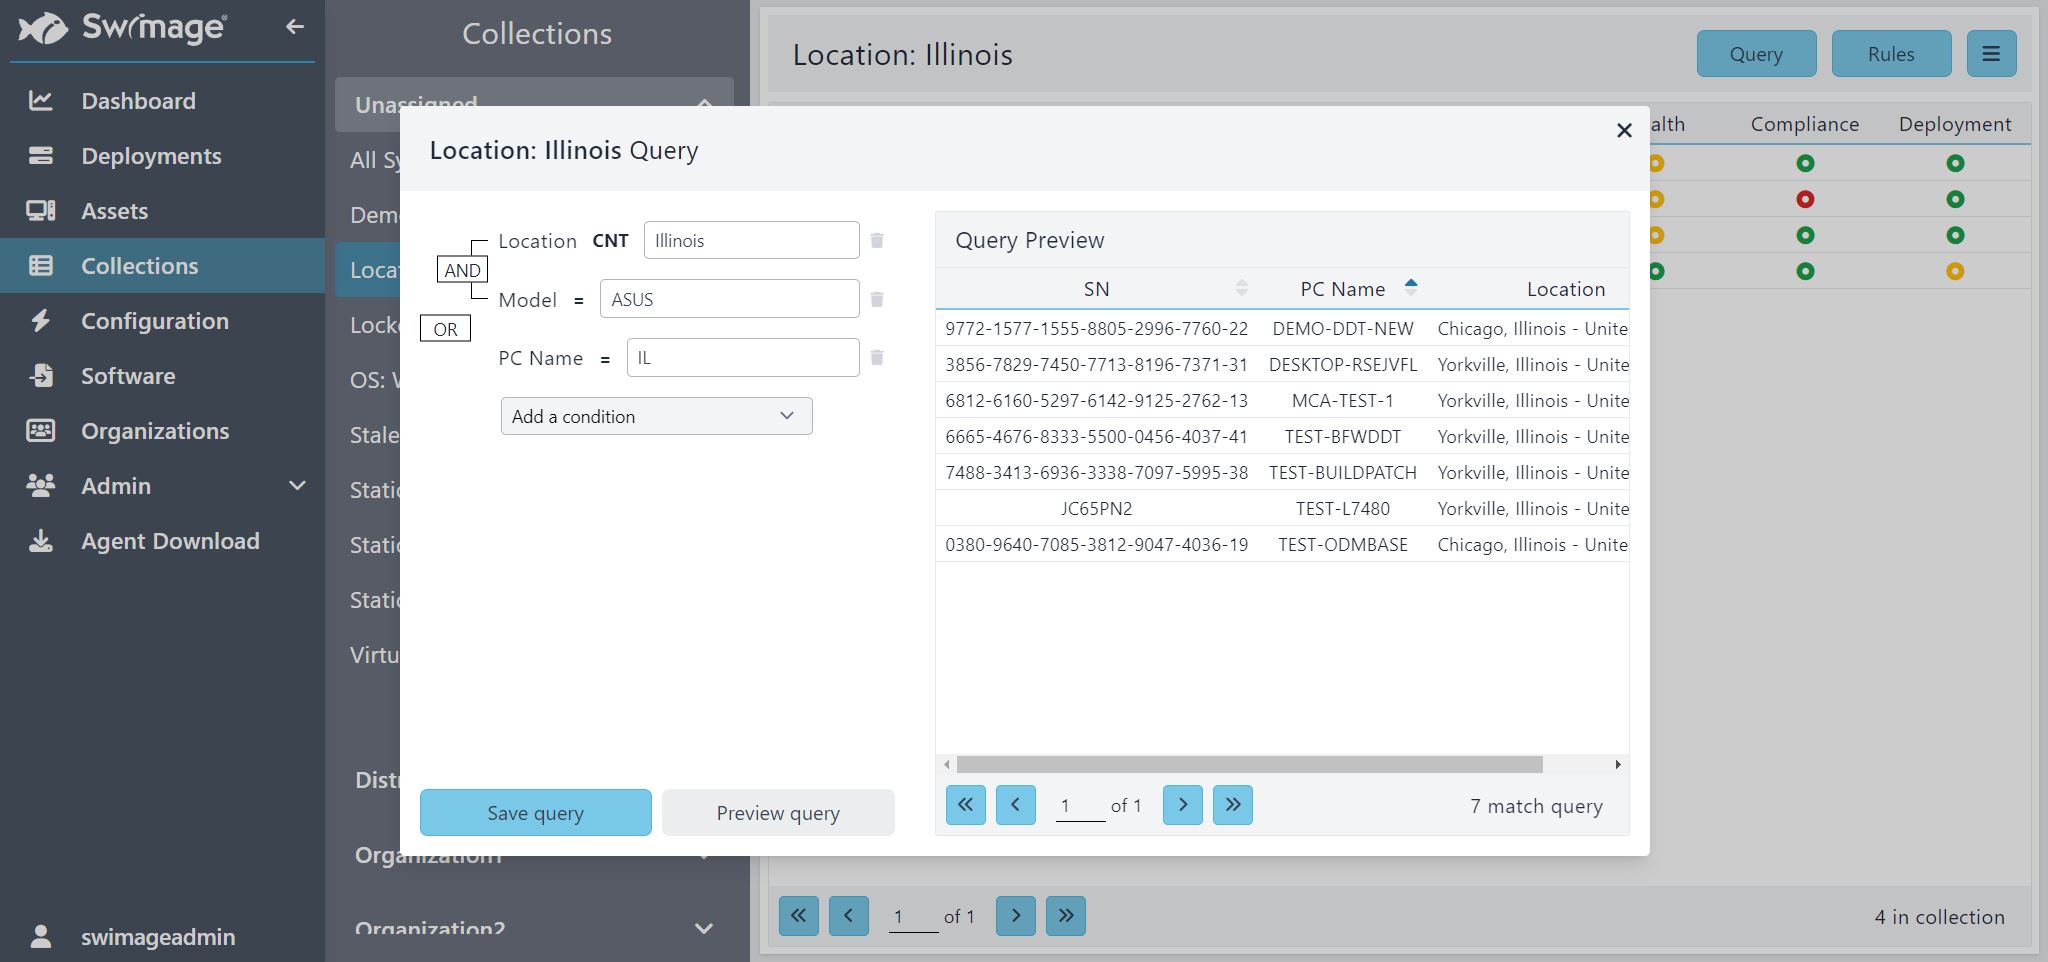 Swimage®
Dashboard
Deployments
Assets
Collections
Configuration
Software
Organizations
Admin
Agent Download
swimageadmin
Collections
Unassigned
All Sy
Dem
Loca
Locke
OS: W
Stale
Static
Static
Static
Virtu
Distr
Organization1
Organization2
Location: Illinois
Query
Rules
alth
Compliance
Deployment
Location: Illinois Query
Location CNT Illinois
AND
Model = ASUS
OR
PC Name = IL
Add a condition
Save query
Preview query
Query Preview
SN PC Name Location
9772-1577-1555-8805-2996-7760-22 DEMO-DDT-NEW Chicago, Illinois - Unite
3856-7829-7450-7713-8196-7371-31 DESKTOP-RSEJVFL Yorkville, Illinois - Unite
6812-6160-5297-6142-9125-2762-13 MCA-TEST-1 Yorkville, Illinois - Unite
6665-4676-8333-5500-0456-4037-41 TEST-BFWDDT Yorkville, Illinois - Unite
7488-3413-6936-3338-7097-5995-38 TEST-BUILDPATCH Yorkville, Illinois - Unite
JC65PN2 TEST-L7480 Yorkville, Illinois - Unite
0380-9640-7085-3812-9047-4036-19 TEST-ODMBASE Chicago, Illinois - Unite
1 of 1
7 match query
1 of 1
4 in collection